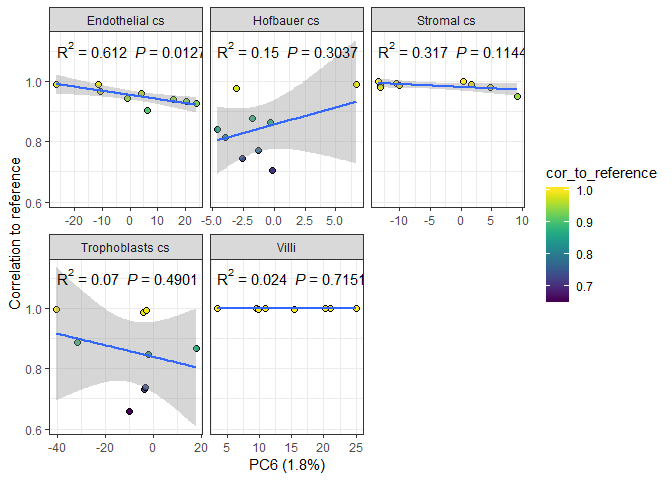 Endothelial cs
Hofbauer cs
Stromal cs
R² = 0.612 P = 0.0127
R² = 0.15 P = 0.3037
R² = 0.317 P = 0.1144
1.0
0.8
0.6
-20 -10 0 10 20
-5.0 -2.5 0.0 2.5 5.0
-10 -5 0 5 10
Trophoblasts cs
Villi
R² = 0.07 P = 0.4901
R² = 0.024 P = 0.7151
1.0
0.8
0.6
-40 -20 0 20
5 10 15 20 25
PC6 (1.8%)
Correlation to reference
cor_to_reference
1.0
0.9
0.8
0.7